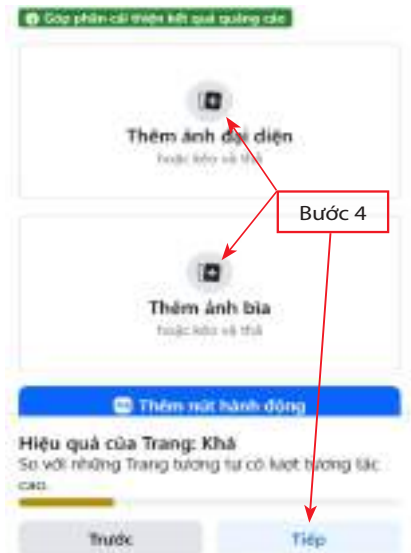 Góp phần cải thiện kết quả quảng cáo
Thêm ảnh đại diện
hoặc kéo và thả
Bước 4
Thêm ảnh bìa
hoặc kéo và thả
Thêm nút hành động
Hiệu quả của Trang: Khá
So với những Trang tương tự có lượt tương tác
cao.
Trước
Tiếp